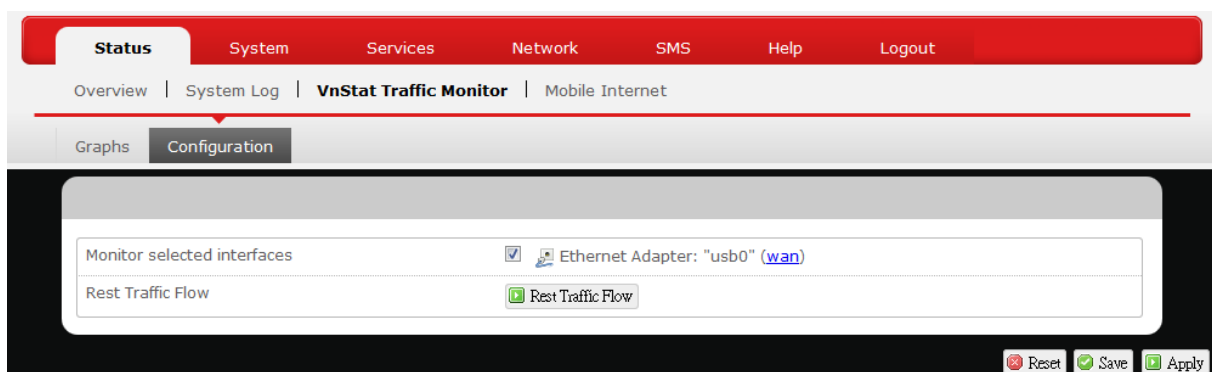 Status System Services Network SMS Help Logout
Overview | System Log | VnStat Traffic Monitor | Mobile Internet
Graphs Configuration
Monitor selected interfaces Ethernet Adapter: "usb0" (wan)
Rest Traffic Flow Rest Traffic Flow
Reset Save Apply